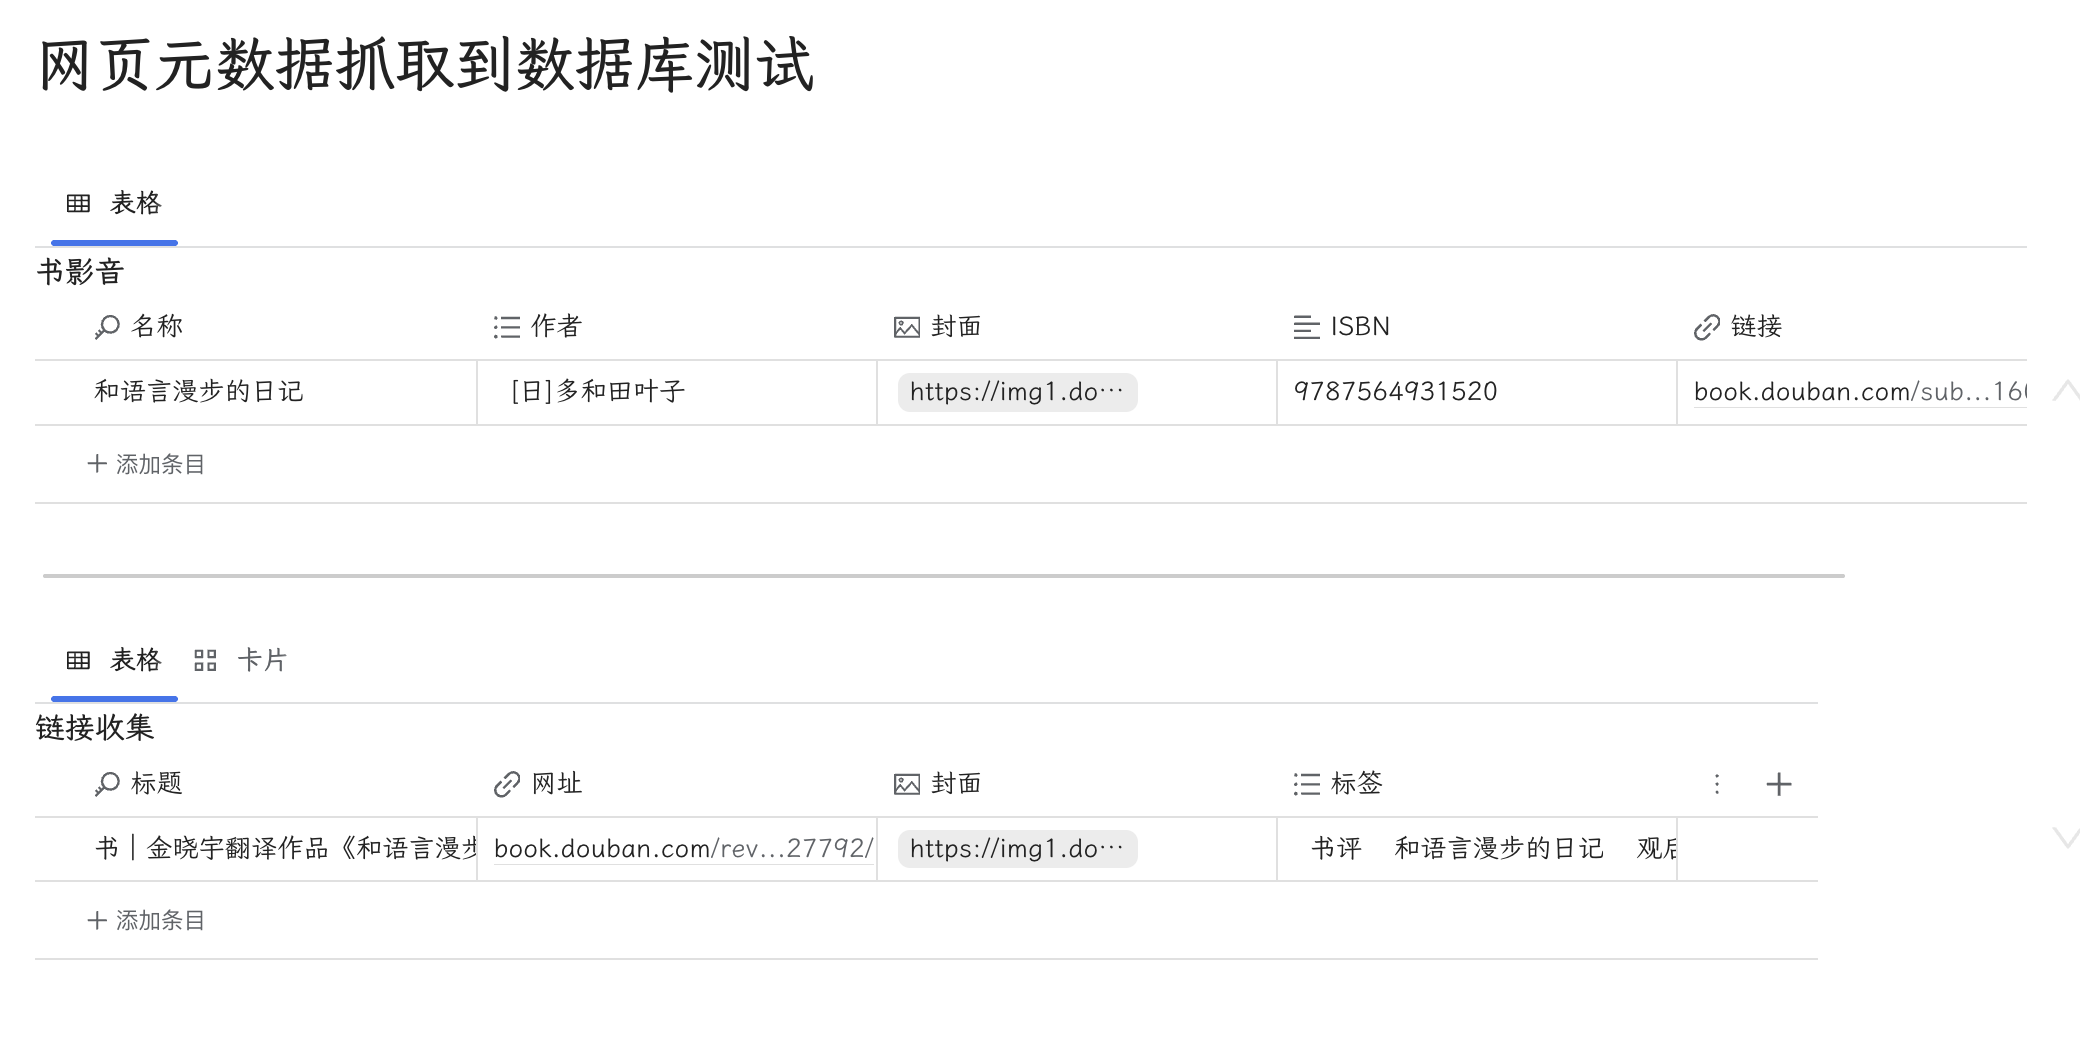 网页元数据抓取到数据库测试
表格
书影音
名称 作者 封面 ISBN 链接
和语言漫步的日记 [日]多和田叶子 https://img1.do… 9787564931520 book.douban.com/sub…16
+ 添加条目
表格 卡片
链接收集
标题 网址 封面 标签
书｜金晓宇翻译作品《和语言漫步 book.douban.com/rev…27792/ https://img1.do… 书评 和语言漫步的日记 观后
+ 添加条目